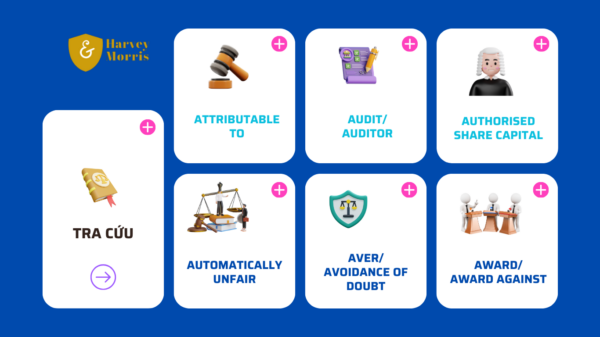 &
Harvey
Morris
TRA CỨU
ATTRIBUTABLE
TO
AUDIT/
AUDITOR
AUTHORISED
SHARE CAPITAL
AUTOMATICALLY
UNFAIR
AVER/
AVOIDANCE OF
DOUBT
AWARD/
AWARD AGAINST